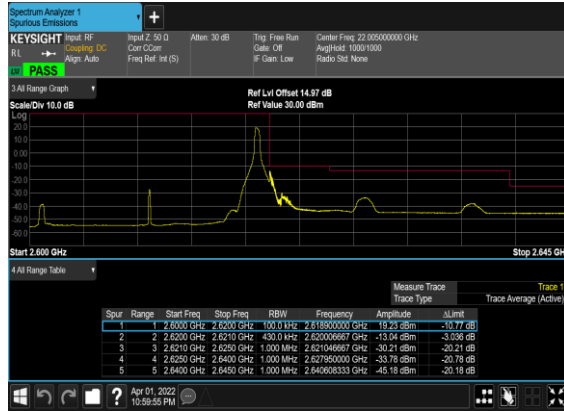 Spectrum Analyzer 1
Spurious Emissions
+
KEYSIGHT Input: RF Input Z: 50 Ω Atten: 30 dB Trig: Free Run Center Freq: 22.005000000 GHz
RL Coupling: DC Corr CCorr Gate: Off Avg|Hold: 1000/1000
Align: Auto Freq Ref: Int (S) IF Gain: Low Radio Std: None
PASS
3 All Range Graph
Ref Lvl Offset 14.97 dB
Scale/Div 10.0 dB Ref Value 30.00 dBm
Log
20.0
10.0
0.00
-10.0
-20.0
-30.0
-40.0
-50.0
-60.0
Start 2.600 GHz Stop 2.645 GH
4 All Range Table
Measure Trace Trace 1
Trace Type Trace Average (Active)
Spur Range Start Freq Stop Freq RBW Frequency Amplitude ΔLimit
1 1 2.6000 GHz 2.6200 GHz 100.0 kHz 2.618900000 GHz 19.23 dBm -10.77 dB
2 2 2.6200 GHz 2.6210 GHz 430.0 kHz 2.620006667 GHz -13.04 dBm -3.036 dB
3 3 2.6210 GHz 2.6250 GHz 1.000 MHz 2.621046667 GHz -30.21 dBm -20.21 dB
4 4 2.6250 GHz 2.6400 GHz 1.000 MHz 2.627950000 GHz -33.78 dBm -20.78 dB
5 5 2.6400 GHz 2.6450 GHz 1.000 MHz 2.640608333 GHz -45.18 dBm -20.18 dB
? Apr 01, 2022
10:59:55 PM